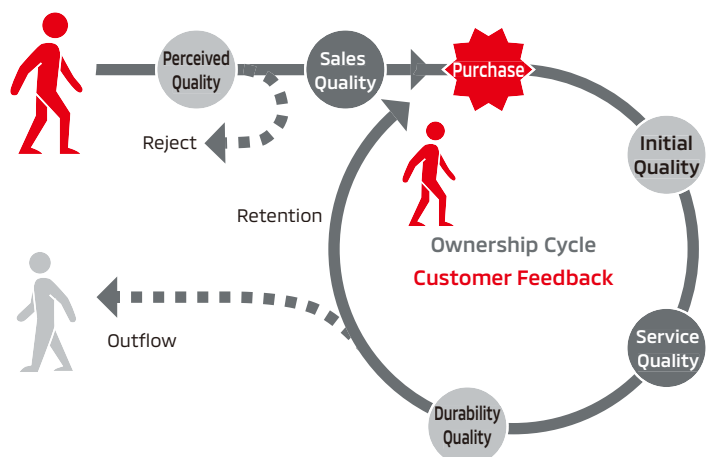 Perceived
Quality
Sales
Quality
Purchase
Reject
Initial
Quality
Retention
Ownership Cycle
Customer Feedback
Outflow
Service
Quality
Durability
Quality